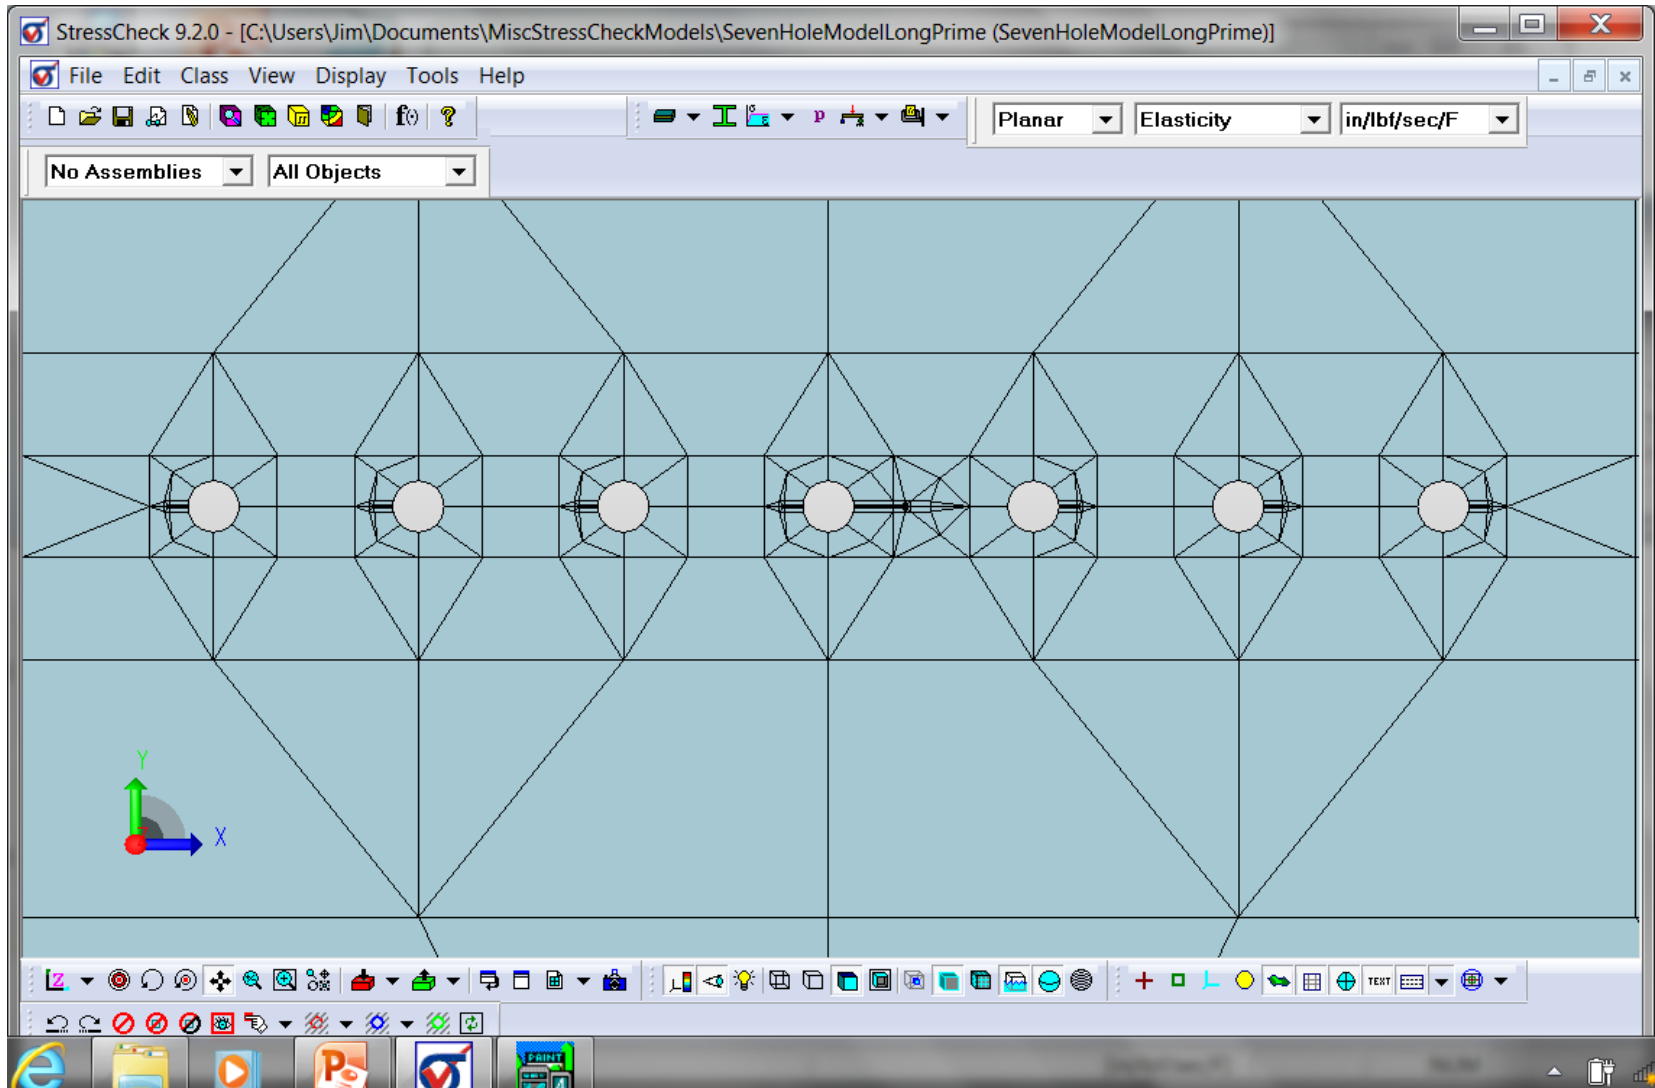 StressCheck 9.2.0 - [C:\Users\Jim\Documents\MiscStressCheckModels\SevenHoleModelLongPrime (SevenHoleModelLongPrime)]
File Edit Class View Display Tools Help
Planar Elasticity in/lbf/sec/F
No Assemblies All Objects
Y
X
TEXT
PAINT